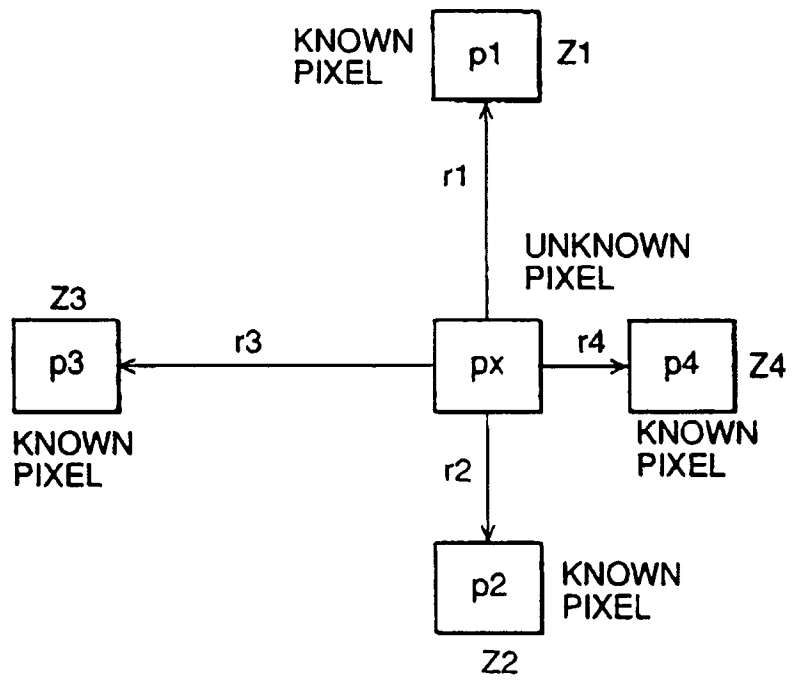 KNOWN
PIXEL
p1
Z1
r1
UNKNOWN
PIXEL
Z3
p3
r3
px
r4
p4
Z4
KNOWN
PIXEL
KNOWN
PIXEL
r2
p2
KNOWN
PIXEL
Z2